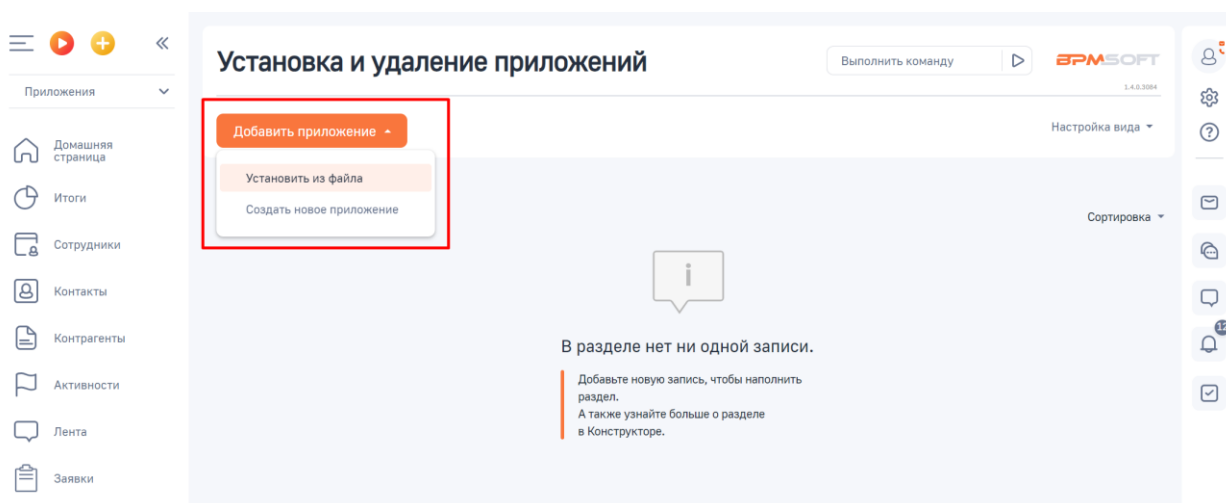 Установка и удаление приложений
Выполнить команду
BPMSOFT
1.4.0.3084
Приложения
Добавить приложение
Настройка вида
Установить из файла
Создать новое приложение
Сортировка
Домашняя
страница
Итоги
Сотрудники
Контакты
Контрагенты
Активности
Лента
Заявки
i
В разделе нет ни одной записи.
Добавьте новую запись, чтобы наполнить
раздел.
А также узнайте больше о разделе
в Конструкторе.
?